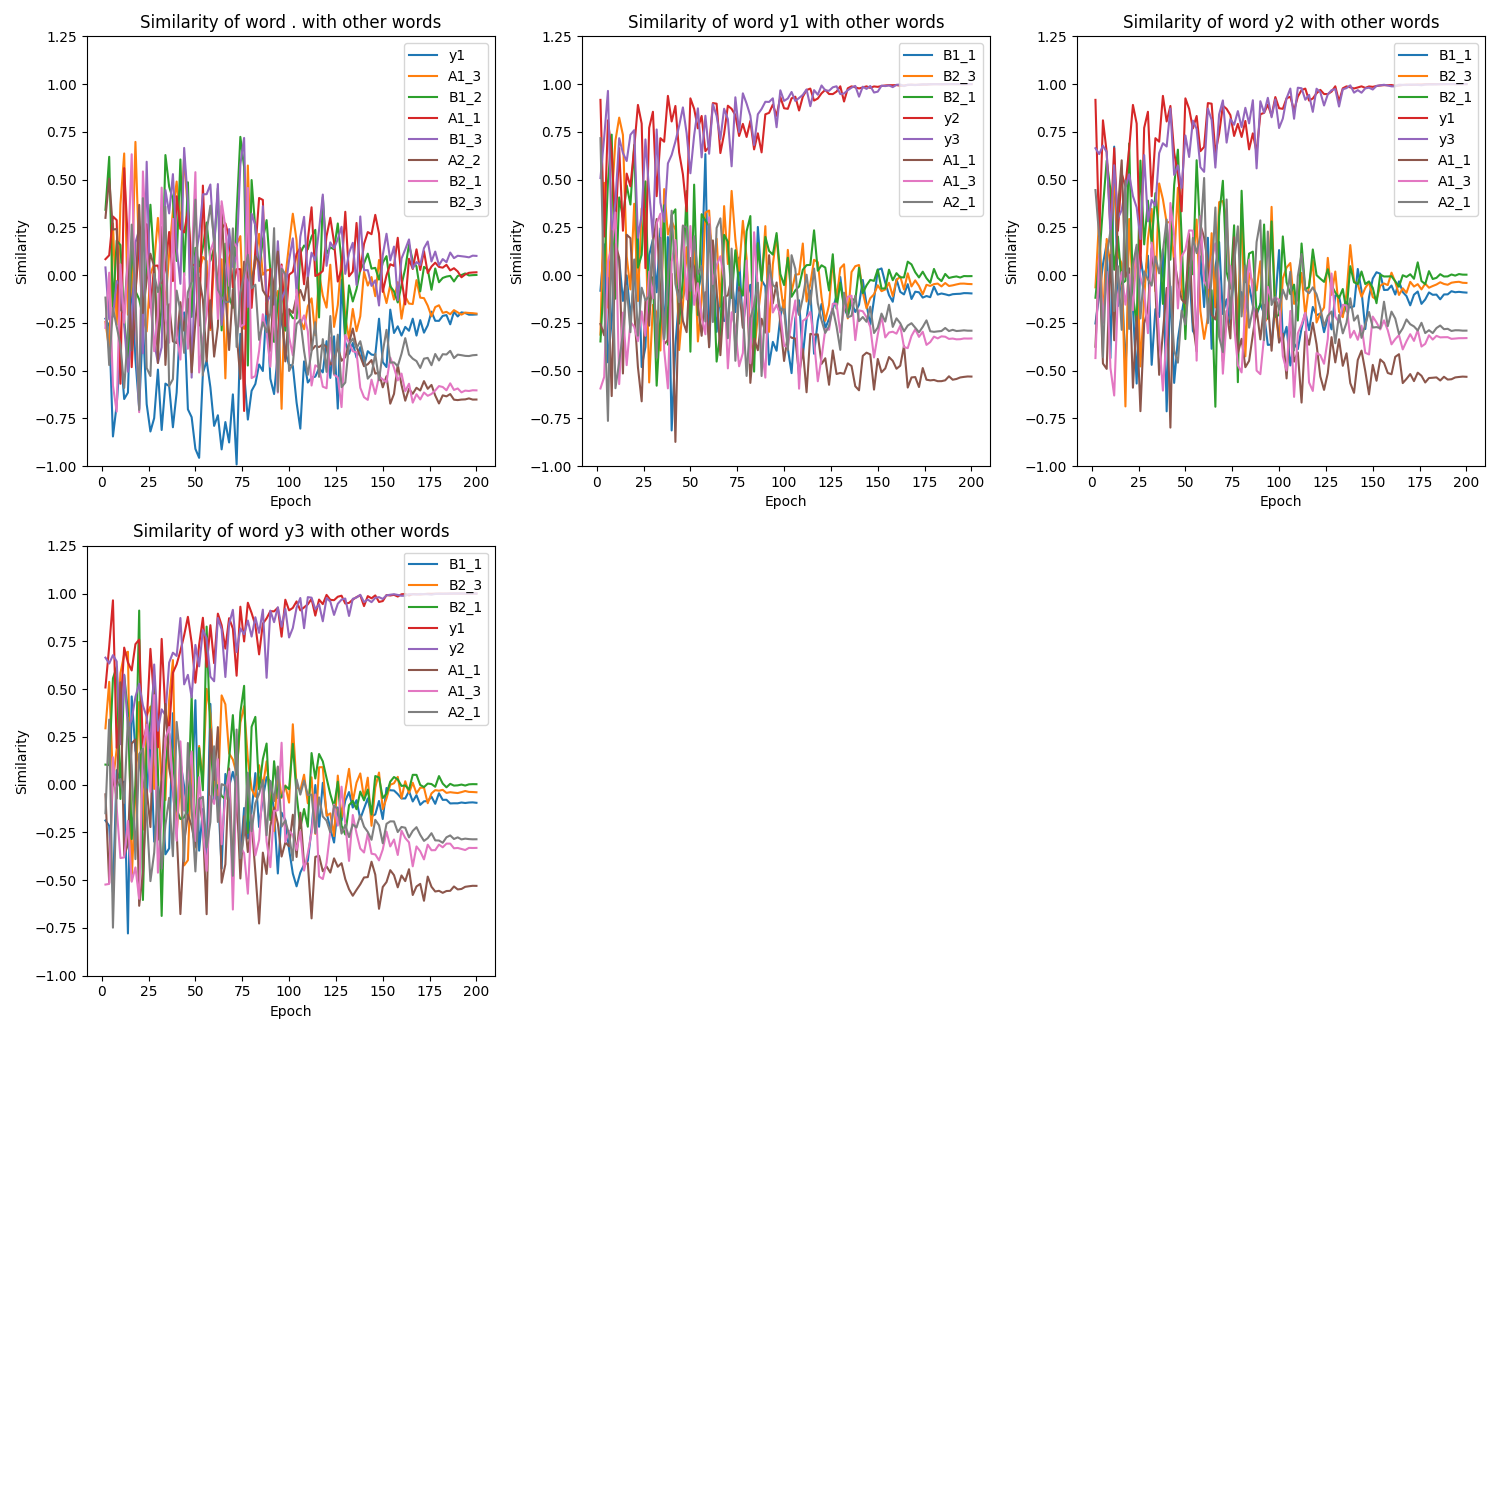 Similarity of word . with other words
1.25
1.00
0.75
0.50
0.25
0.00
−0.25
−0.50
−0.75
−1.00
Similarity
0 25 50 75 100 125 150 175 200
Epoch
y1
A1_3
B1_2
A1_1
B1_3
A2_2
B2_1
B2_3
Similarity of word y1 with other words
1.25
1.00
0.75
0.50
0.25
0.00
−0.25
−0.50
−0.75
−1.00
Similarity
0 25 50 75 100 125 150 175 200
Epoch
B1_1
B2_3
B2_1
y2
y3
A1_1
A1_3
A2_1
Similarity of word y2 with other words
1.25
1.00
0.75
0.50
0.25
0.00
−0.25
−0.50
−0.75
−1.00
Similarity
0 25 50 75 100 125 150 175 200
Epoch
B1_1
B2_3
B2_1
y1
y3
A1_1
A1_3
A2_1
Similarity of word y3 with other words
1.25
1.00
0.75
0.50
0.25
0.00
−0.25
−0.50
−0.75
−1.00
Similarity
0 25 50 75 100 125 150 175 200
Epoch
B1_1
B2_3
B2_1
y1
y2
A1_1
A1_3
A2_1